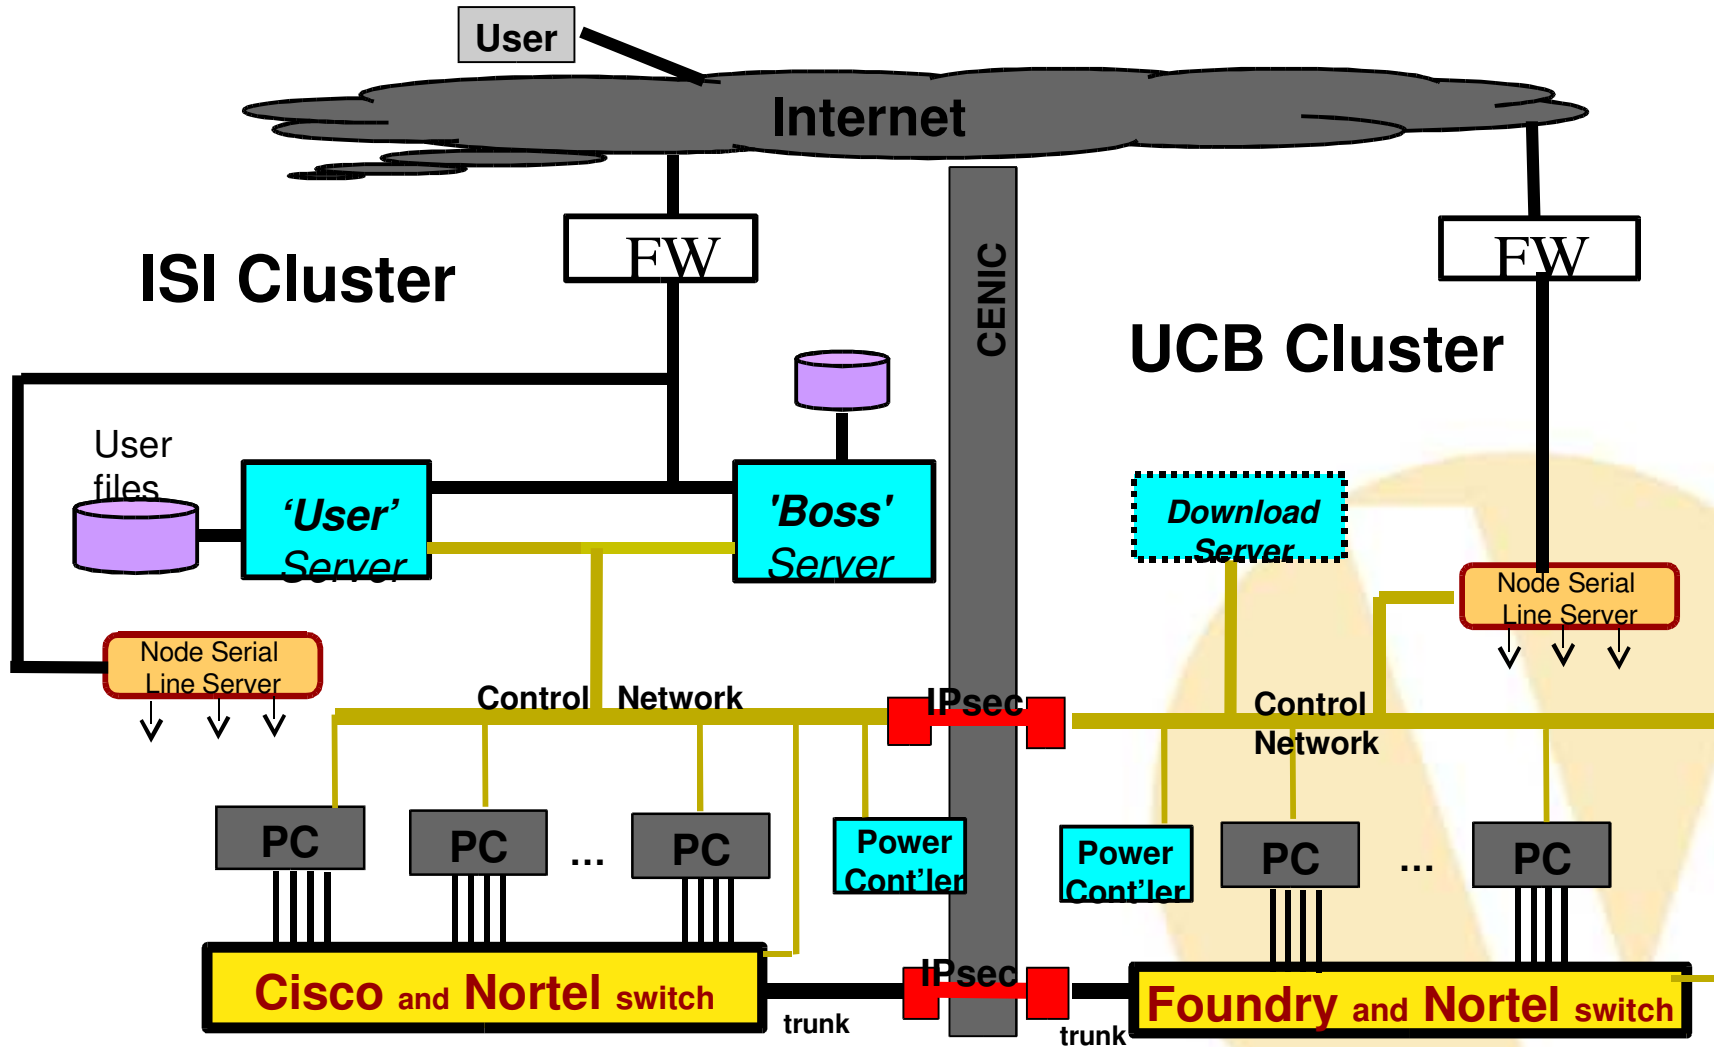 User
Internet
FW
FW
ISI Cluster
CENIC
UCB Cluster
User
files
‘User’
Server
'Boss'
Server
Download
Server
Node Serial
Line Server
Node Serial
Line Server
Control Network
IPsec
Control
Network
PC
PC
...
PC
Power
Cont’ler
Power
Cont’ler
PC
...
PC
Cisco and Nortel switch
trunk
IPsec
trunk
Foundry and Nortel switch